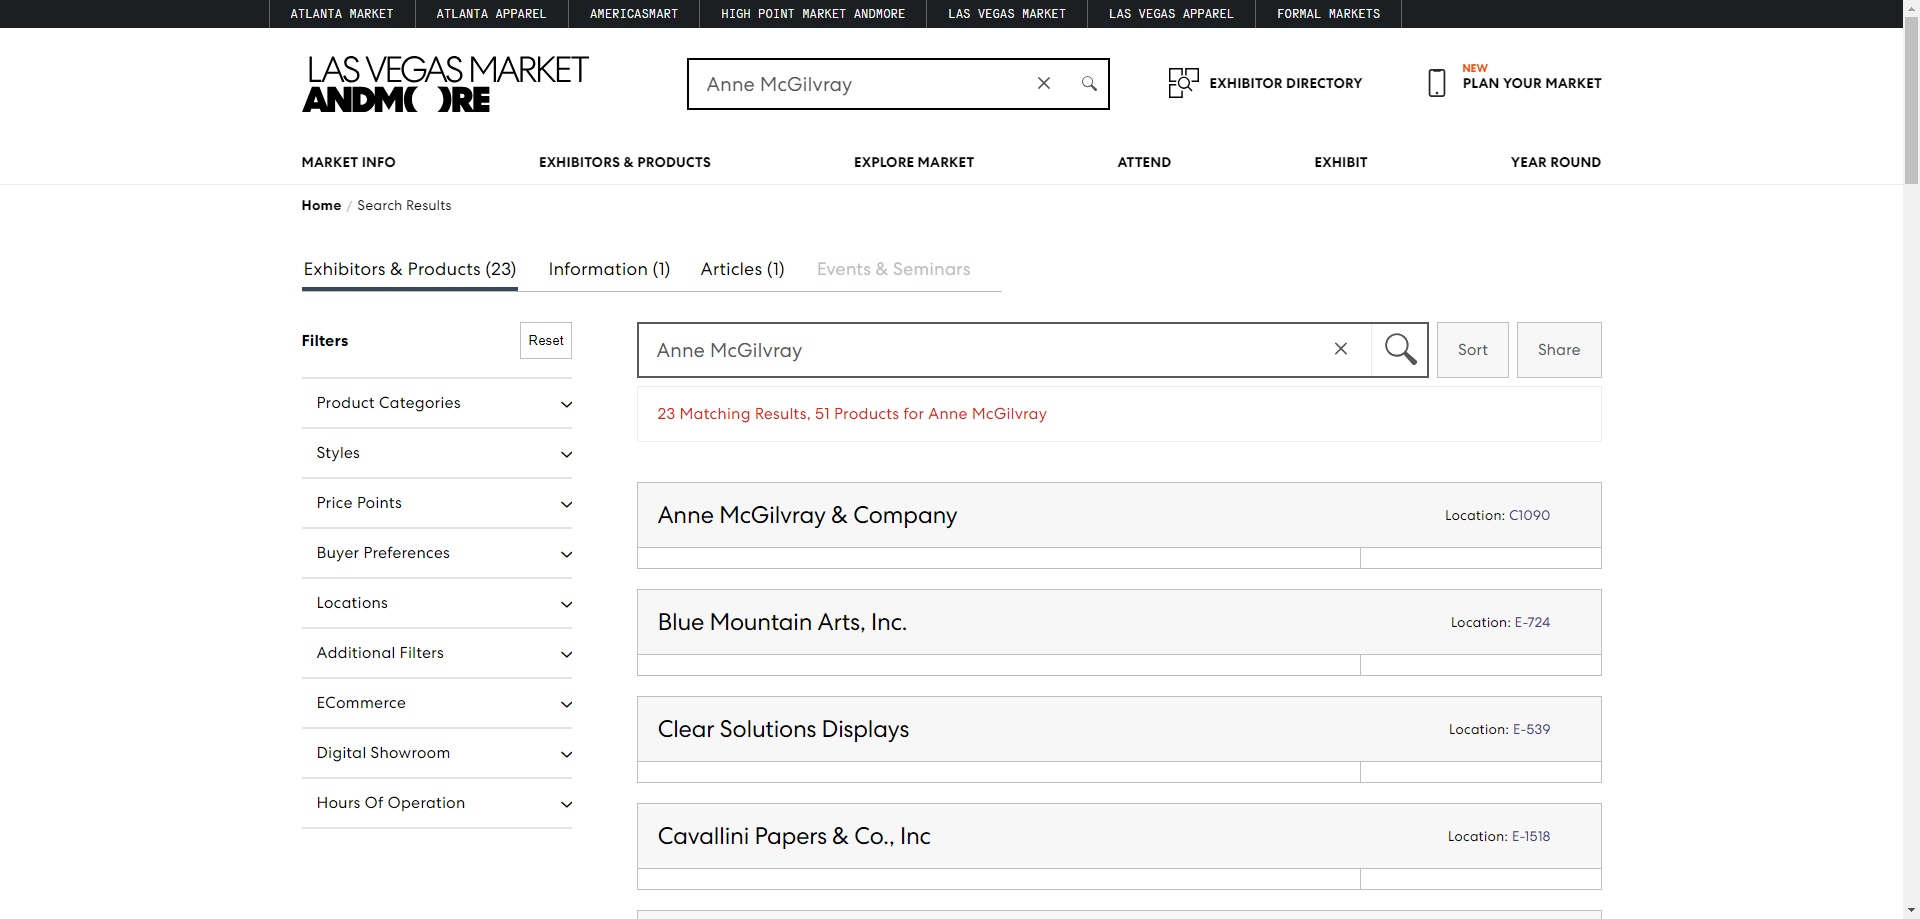 ATLANTA MARKET
ATLANTA APPAREL
AMERICASMART
HIGH POINT MARKET ANDMORE
LAS VEGAS MARKET
LAS VEGAS APPAREL
FORMAL MARKETS
LAS VEGAS MARKET
ANDMORE
Anne McGilvray
EXHIBITOR DIRECTORY
NEW
PLAN YOUR MARKET
MARKET INFO
EXHIBITORS & PRODUCTS
EXPLORE MARKET
ATTEND
EXHIBIT
YEAR ROUND
Home / Search Results
Exhibitors & Products (23)
Information (1)
Articles (1)
Events & Seminars
Filters
Reset
Product Categories
Styles
Price Points
Buyer Preferences
Locations
Additional Filters
ECommerce
Digital Showroom
Hours Of Operation
Anne McGilvray
Sort
Share
23 Matching Results, 51 Products for Anne McGilvray
Anne McGilvray & Company
Location: C1090
Blue Mountain Arts, Inc.
Location: E-724
Clear Solutions Displays
Location: E-539
Cavallini Papers & Co., Inc
Location: E-1518